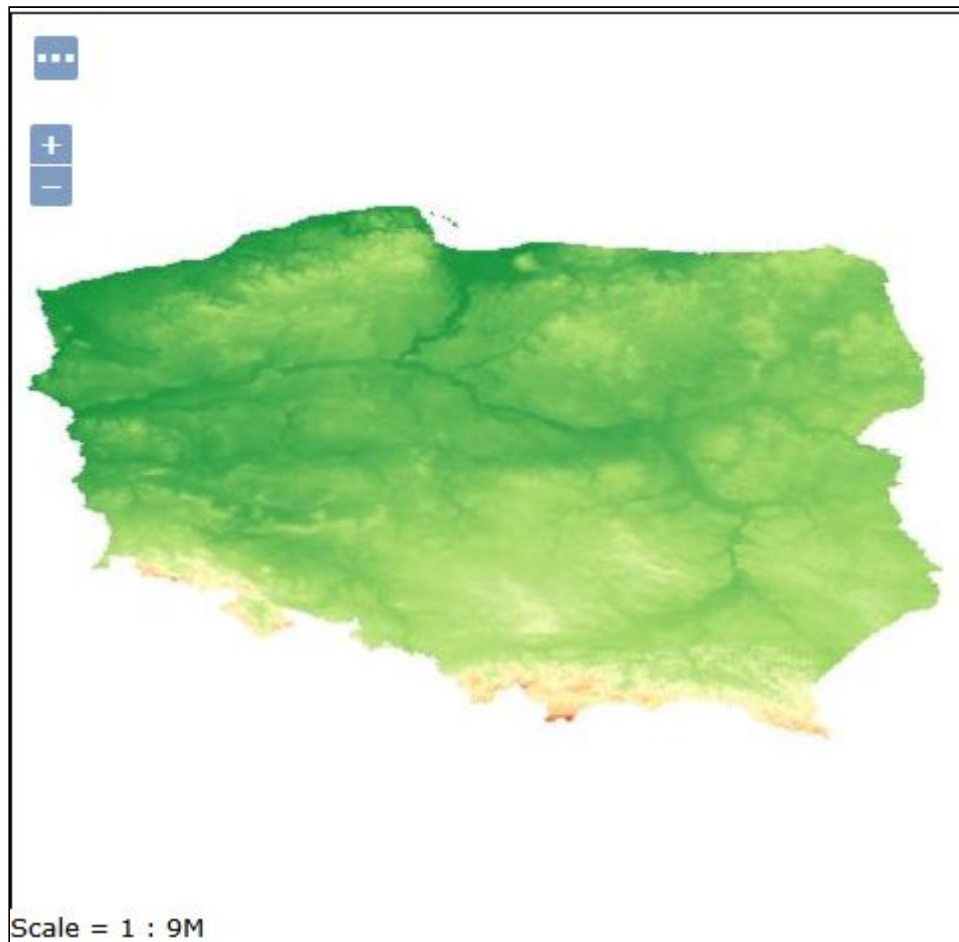 ...
+
−
Scale = 1 : 9M